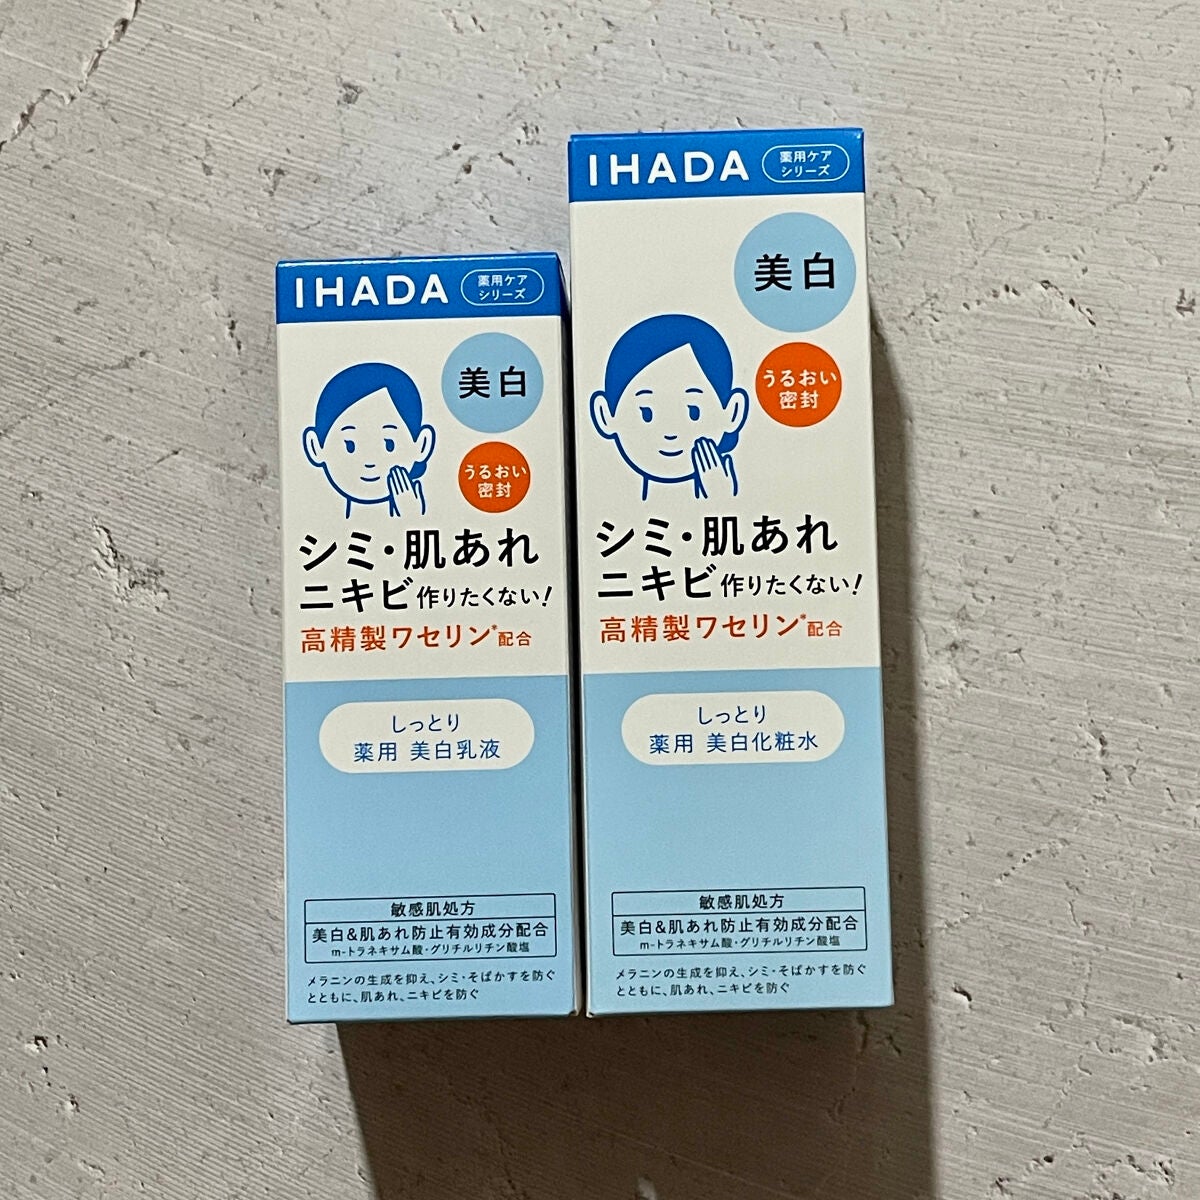 IHADA
薬用ケア
シリーズ
美白
うるおい
密封
シミ・肌あれ
ニキビ作りたくない!
高精製ワセリン*配合
しっとり
薬用 美白乳液
敏感肌処方
美白&肌あれ防止有効成分配合
m-トラネキサム酸・グリチルリチン酸塩
メラニンの生成を抑え、シミ・そばかすを防ぐ
とともに、肌あれ、ニキビを防ぐ
IHADA
薬用ケア
シリーズ
美白
うるおい
密封
シミ・肌あれ
ニキビ作りたくない!
高精製ワセリン*配合
しっとり
薬用 美白化粧水
敏感肌処方
美白&肌あれ防止有効成分配合
m-トラネキサム酸・グリチルリチン酸塩
メラニンの生成を抑え、シミ・そばかすを防ぐ
とともに、肌あれ、ニキビを防ぐ